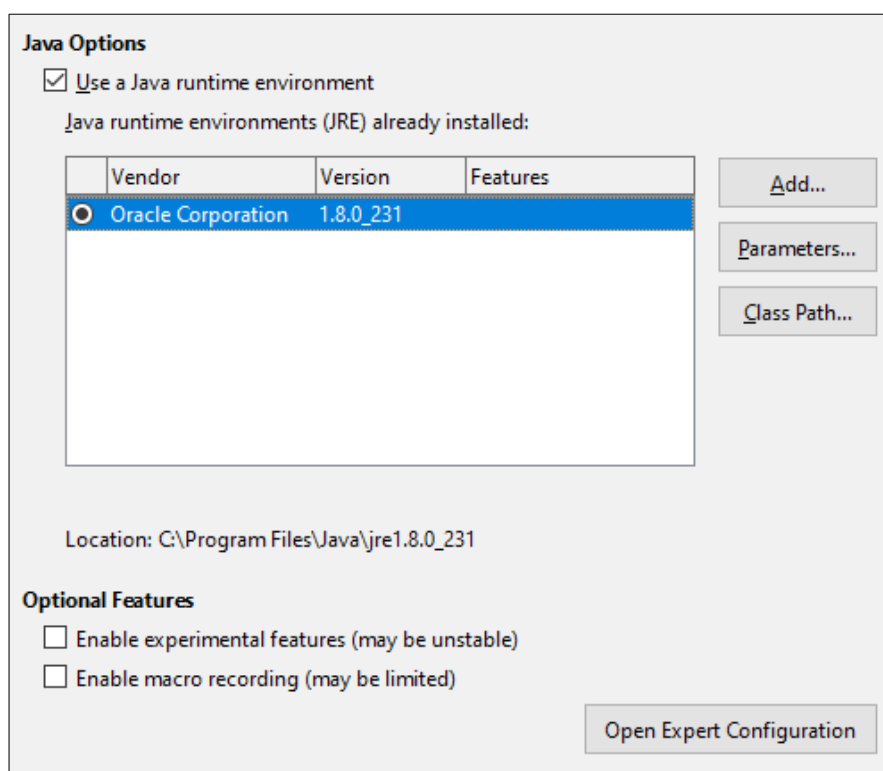 Java Options
Use a Java runtime environment
Java runtime environments (JRE) already installed:
Vendor Version Features
Add...
Oracle Corporation 1.8.0_231
Parameters...
Class Path...
Location: C:\Program Files\Java\jre1.8.0_231
Optional Features
Enable experimental features (may be unstable)
Enable macro recording (may be limited)
Open Expert Configuration